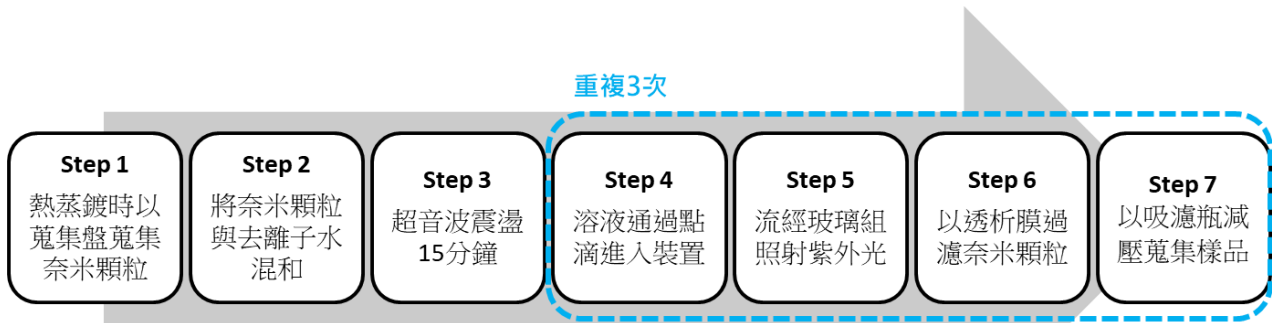 重複3次
Step 1
熱蒸鍍時以
蒐集盤蒐集
奈米顆粒
Step 2
將奈米顆粒
與去離子水
混和
Step 3
超音波震盪
15分鐘
Step 4
溶液通過點
滴進入裝置
Step 5
流經玻璃組
照射紫外光
Step 6
以透析膜過
濾奈米顆粒
Step 7
以吸濾瓶減
壓蒐集樣品